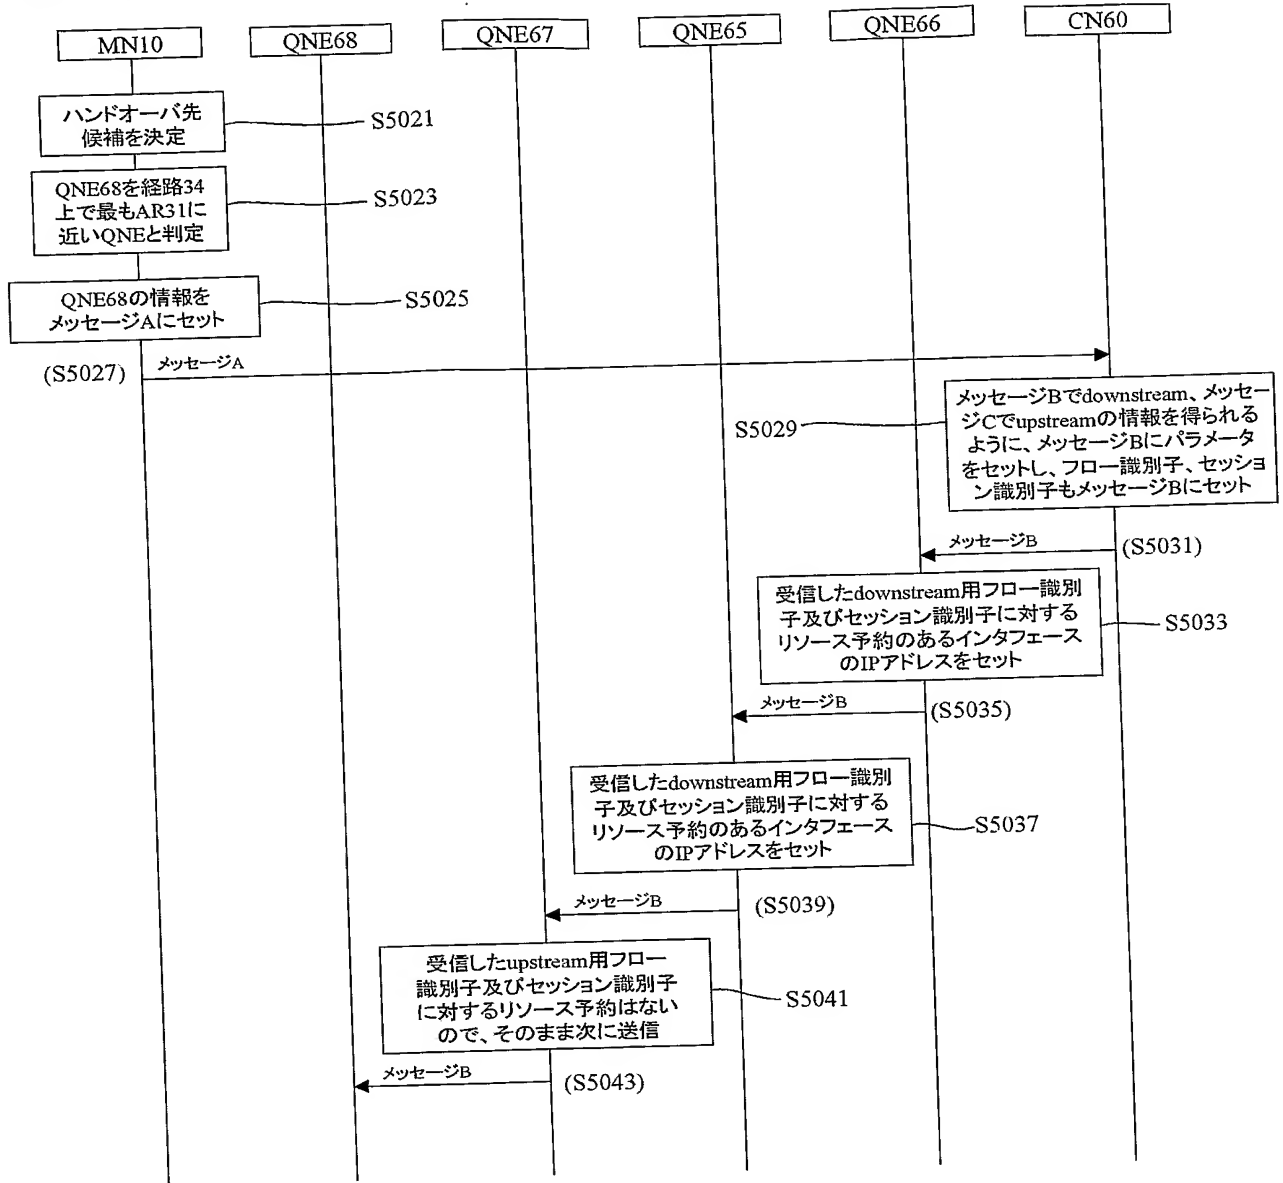 MN10
QNE68
QNE67
QNE65
QNE66
CN60
ハンドオーバ先
候補を決定
S5021
QNE68を経路34
上で最もAR31に
近いQNEと判定
S5023
QNE68の情報を
メッセージAにセット
S5025
(S5027)
メッセージA
メッセージBでdownstream、メッセー
ジCでupstreamの情報を得られる
ように、メッセージBにパラメータ
をセットし、フロー識別子、セッショ
ン識別子もメッセージBにセット
S5029
メッセージB
(S5031)
受信したdownstream用フロー識別
子及びセッション識別子に対する
リソース予約のあるインタフェース
のIPアドレスをセット
S5033
メッセージB
(S5035)
受信したdownstream用フロー識別
子及びセッション識別子に対する
リソース予約のあるインタフェース
のIPアドレスをセット
S5037
メッセージB
(S5039)
受信したupstream用フロー
識別子及びセッション識別子
に対するリソース予約はない
ので、そのまま次に送信
S5041
メッセージB
(S5043)